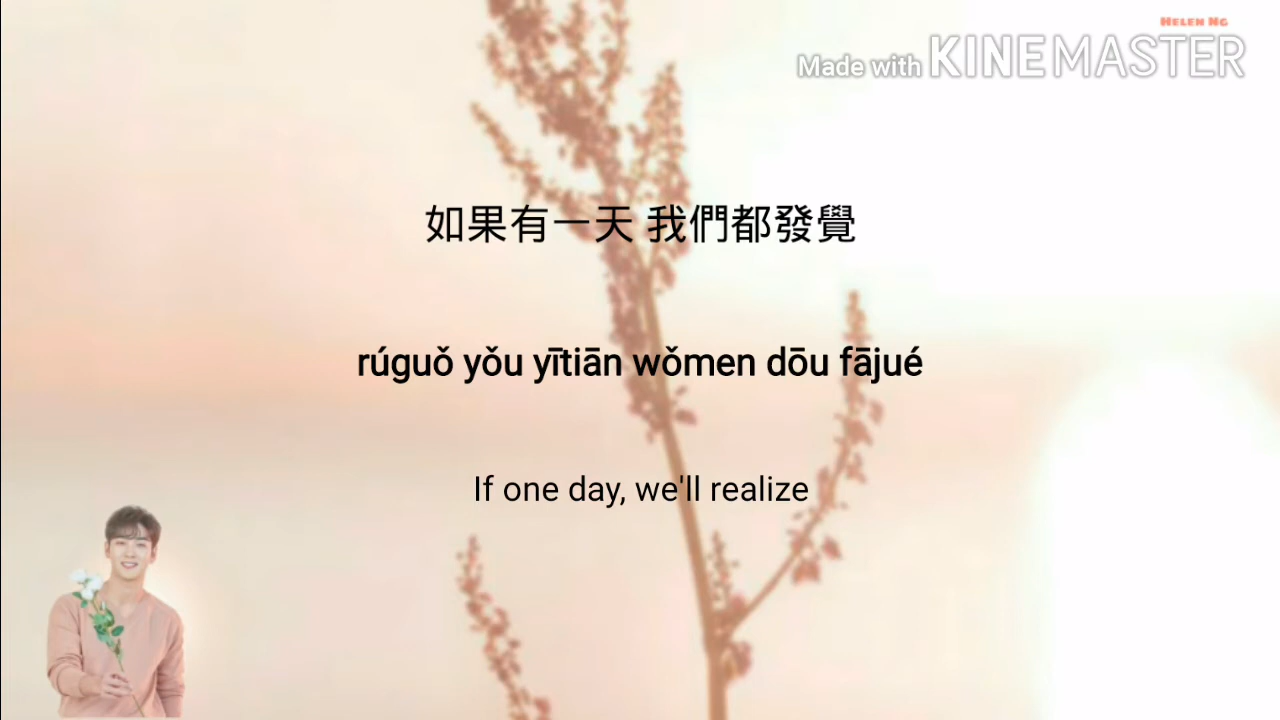 HELEN NG
Made with KINEMASTER
如果有一天 我們都發覺
rúguǒ yǒu yītiān wǒmen dōu fājué
If one day, we'll realize